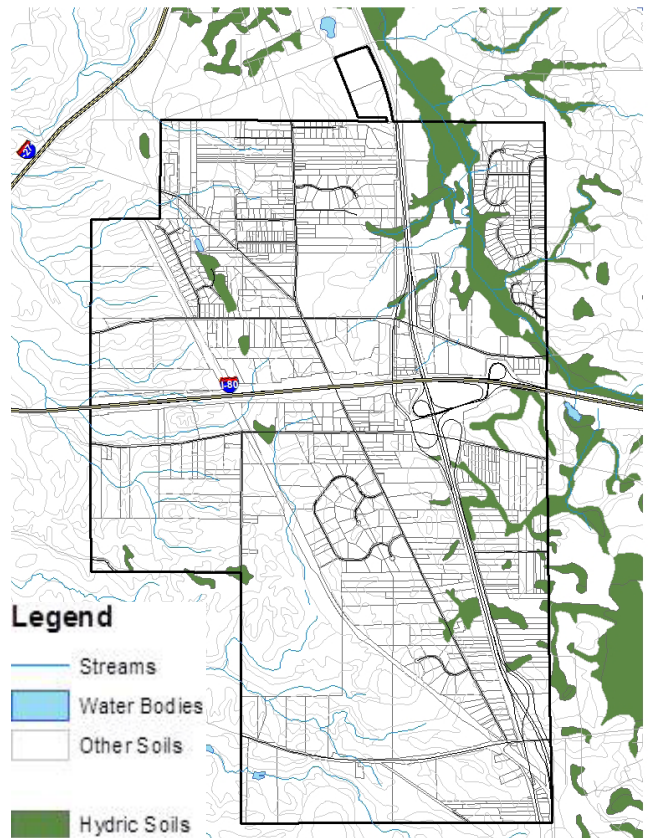 I-80
Legend
Streams
Water Bodies
Other Soils
Hydric Soils